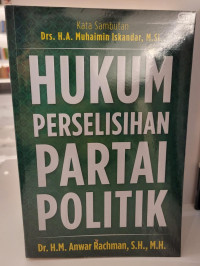 Kata Sambutan
Drs. H.A. Muhaimin Iskandar, M.Si.
HUKUM
PERSELISIHAN
PARTAI
POLITIK
Dr. H.M. Anwar Rachman, S.H., M.H.